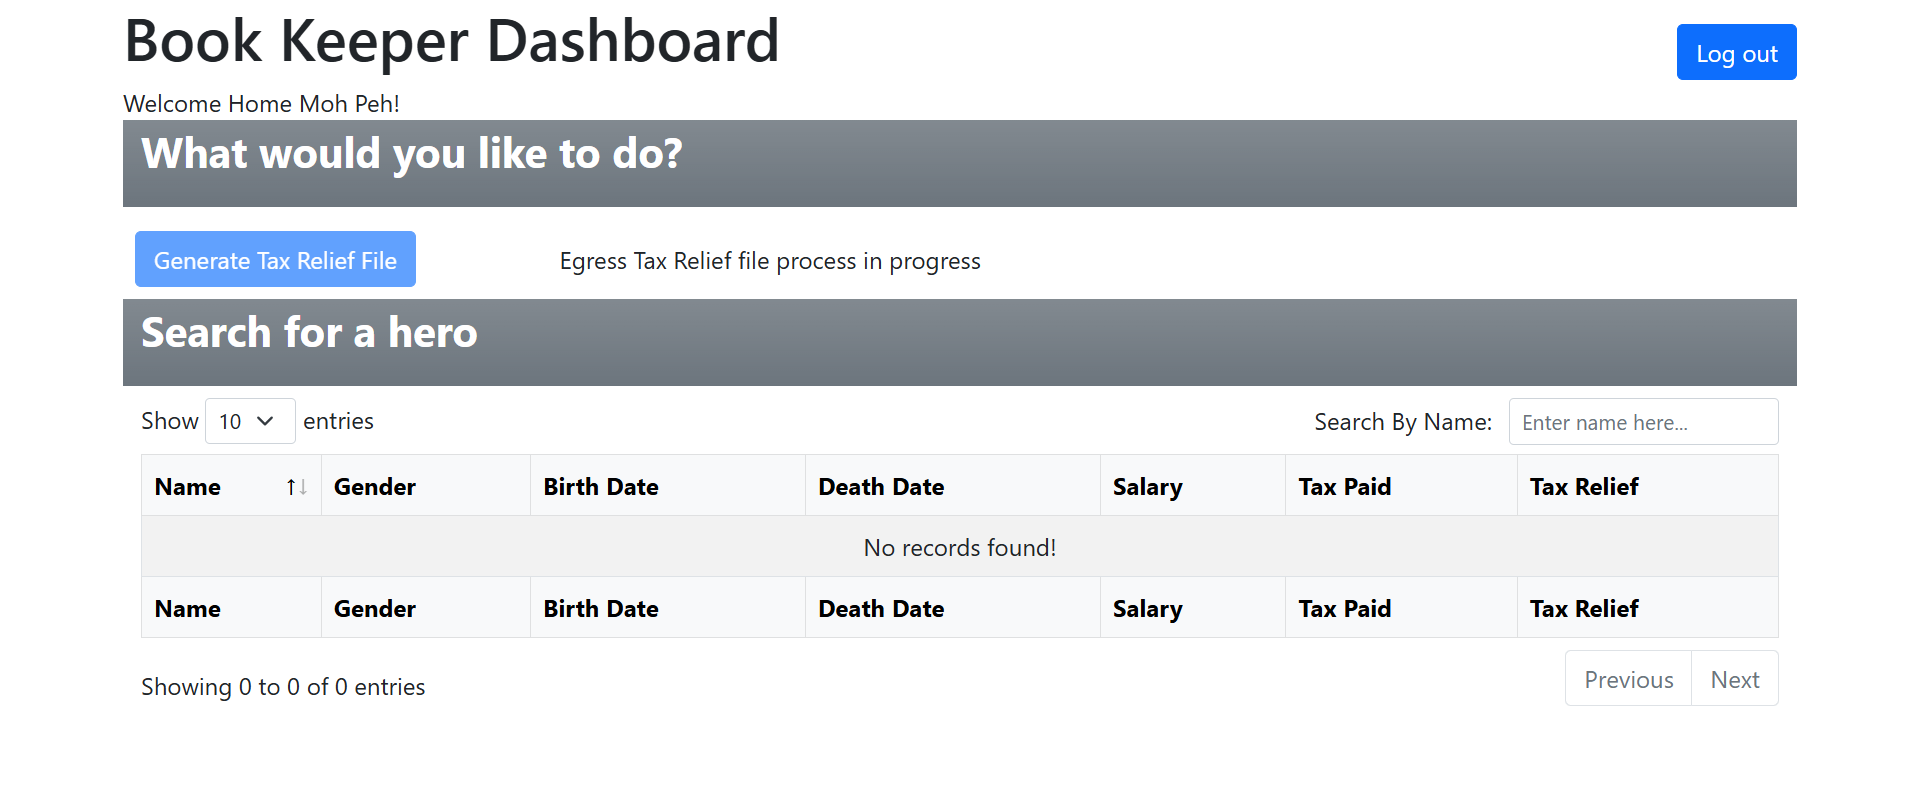 Book Keeper Dashboard
Log out
Welcome Home Moh Peh!
What would you like to do?
Generate Tax Relief File
Egress Tax Relief file process in progress
Search for a hero
Show 10 entries
Search By Name: Enter name here...
Name ↑↓ Gender Birth Date Death Date Salary Tax Paid Tax Relief
No records found!
Name Gender Birth Date Death Date Salary Tax Paid Tax Relief
Showing 0 to 0 of 0 entries
Previous Next